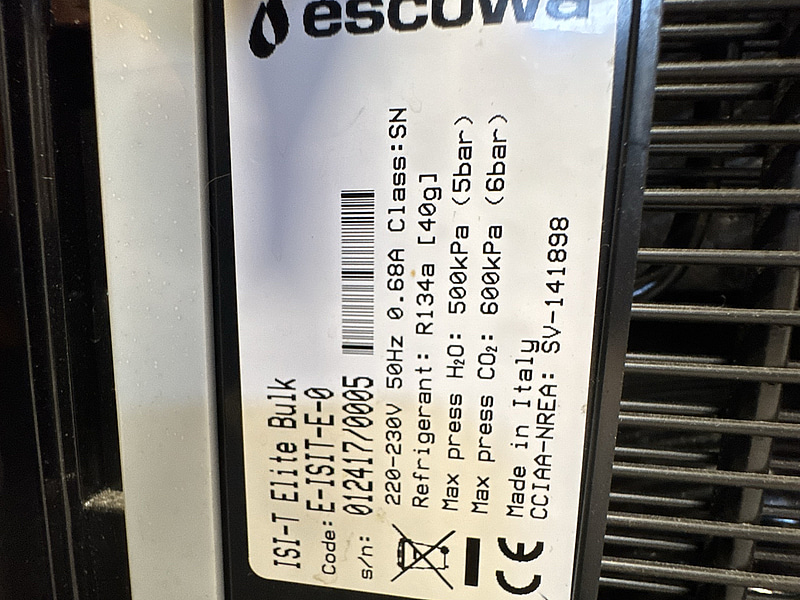 escowa
ISI-T Elite Bulk
Code: E-ISIT-E-0
s/n: 012417/0005
220-230V 50Hz 0.68A Class:SN
Refrigerant: R134a [40g]
Max press H₂O: 500kPa (5bar)
Max press CO₂: 600kPa (6bar)
Made in Italy
CCIAA-NREA: SV-141898
CE